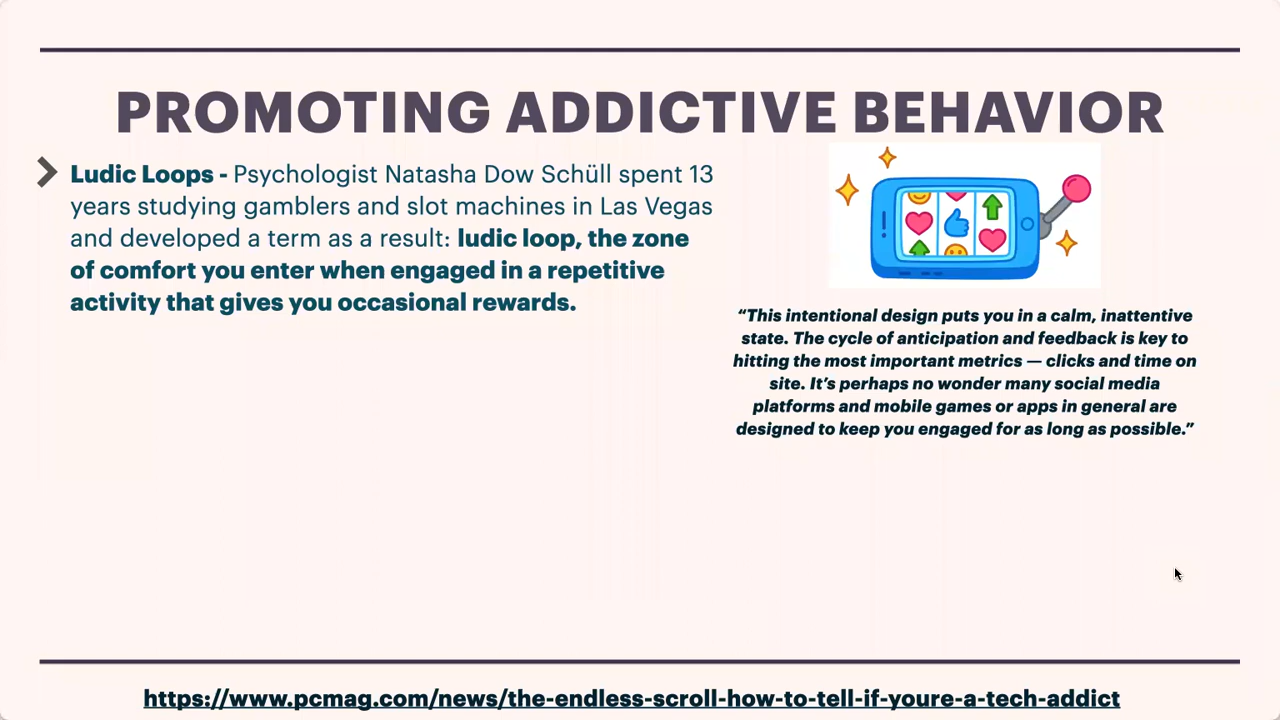 PROMOTING ADDICTIVE BEHAVIOR
Ludic Loops - Psychologist Natasha Dow Schüll spent 13
years studying gamblers and slot machines in Las Vegas
and developed a term as a result: ludic loop, the zone
of comfort you enter when engaged in a repetitive
activity that gives you occasional rewards.
“This intentional design puts you in a calm, inattentive
state. The cycle of anticipation and feedback is key to
hitting the most important metrics — clicks and time on
site. It’s perhaps no wonder many social media
platforms and mobile games or apps in general are
designed to keep you engaged for as long as possible.”
https://www.pcmag.com/news/the-endless-scroll-how-to-tell-if-youre-a-tech-addict